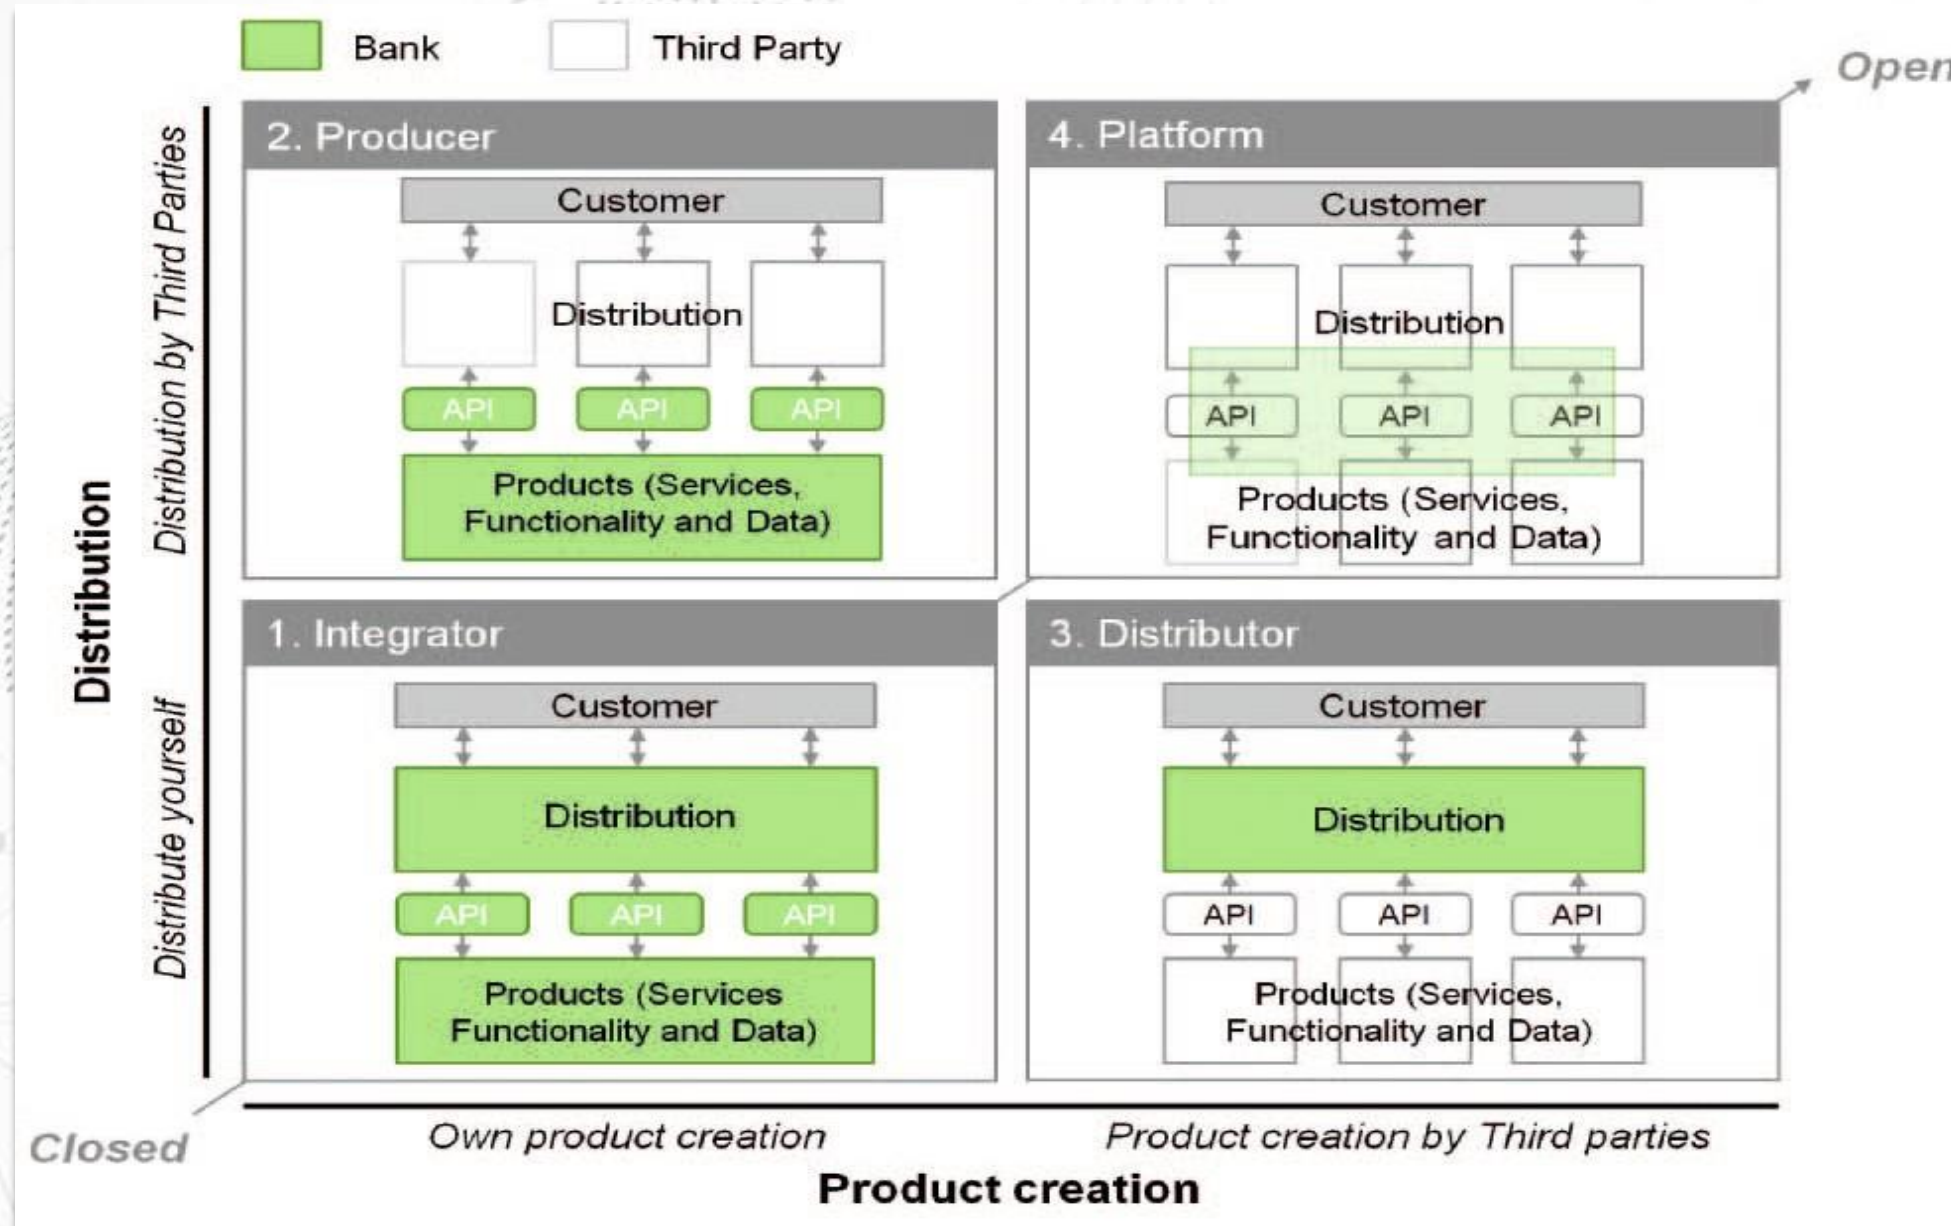 Bank
Third Party
Open
Distribution
Distribution by Third Parties
Distribute yourself
2. Producer
Customer
Distribution
API API API
Products (Services,
Functionality and Data)
4. Platform
Customer
Distribution
API API API
Products (Services,
Functionality and Data)
1. Integrator
Customer
Distribution
API API API
Products (Services
Functionality and Data)
3. Distributor
Customer
Distribution
API API API
Products (Services,
Functionality and Data)
Closed
Own product creation
Product creation by Third parties
Product creation